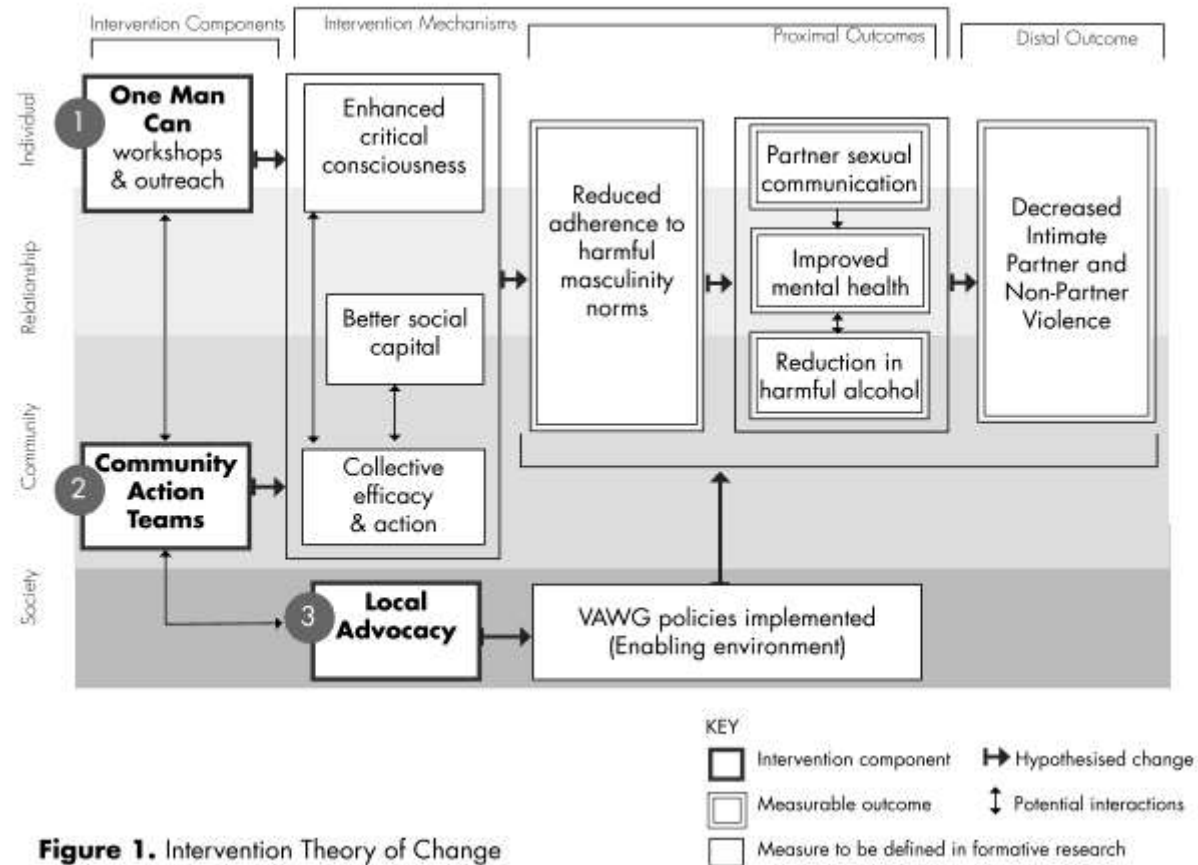 Intervention Components
Intervention Mechanisms
Proximal Outcomes
Distal Outcome
Individual
Relationship
Community
Society
1
One Man
Can
workshops
& outreach
2
Community
Action
Teams
3
Local
Advocacy
Enhanced
critical
consciousness
Better social
capital
Collective
efficacy
& action
Reduced
adherence to
harmful
masculinity
norms
Partner sexual
communication
Improved
mental health
Reduction in
harmful alcohol
Decreased
Intimate
Partner and
Non-Partner
Violence
VAWG policies implemented
(Enabling environment)
KEY
Intervention component
Hypothesised change
Measurable outcome
Potential interactions
Measure to be defined in formative research
Figure 1. Intervention Theory of Change